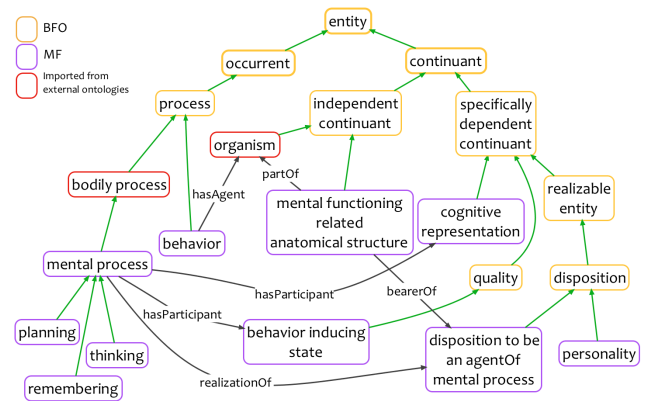 entity
BFO
MF
Imported from
external ontologies
occurrent
continuant
process
independent
continuant
specifically
dependent
continuant
organism
partOf
bodily process
hasAgent
realizable
entity
mental functioning
related
anatomical structure
cognitive
representation
behavior
mental process
quality
disposition
hasParticipant
bearerOf
hasParticipant
planning
behavior inducing
state
disposition to be
an agentOf
mental process
thinking
personality
remembering
realizationOf